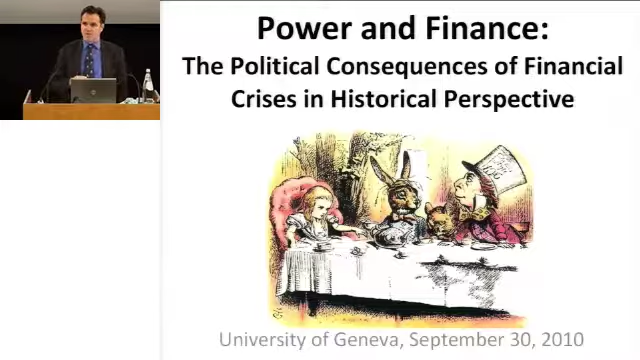 Power and Finance:
The Political Consequences of Financial
Crises in Historical Perspective
University of Geneva, September 30, 2010